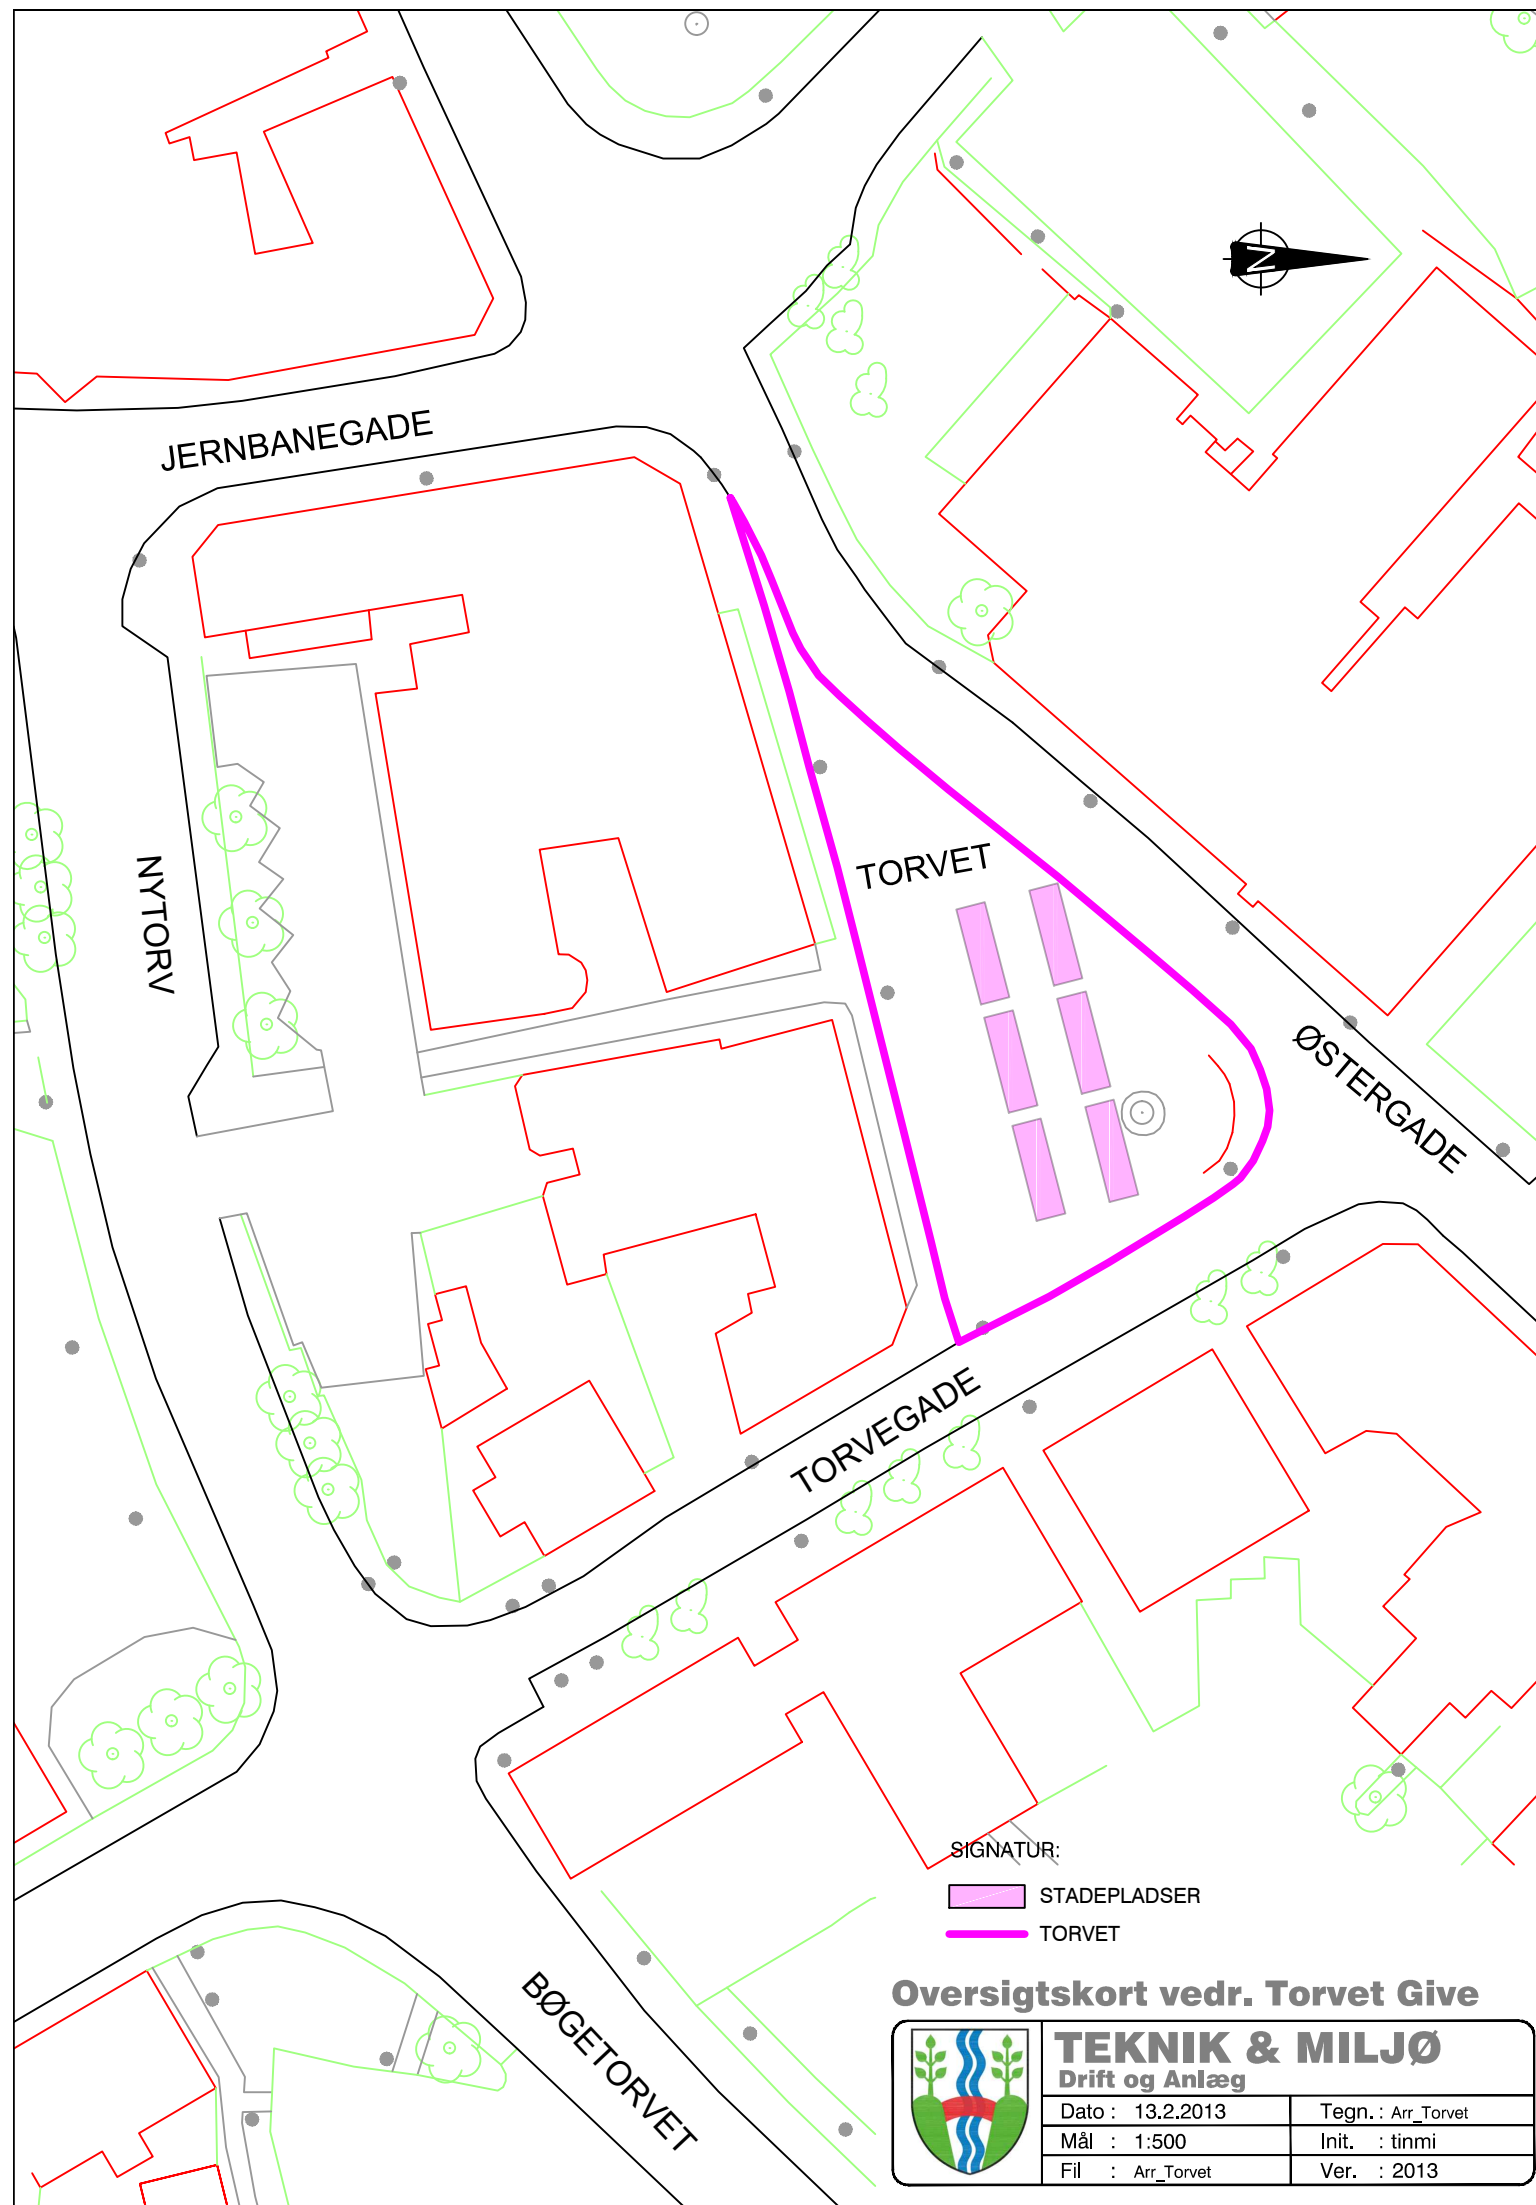 N
JERNBANEGADE
NYTORV
TORVET
ØSTERGADE
TORVEGADE
BØGETORVET
SIGNATUR:
STADEPLADSER
TORVET
Oversigtskort vedr. Torvet Give
TEKNIK & MILJØ
Drift og Anlæg
Dato : 13.2.2013 Tegn. : Arr_Torvet
Mål : 1:500 Init. : tinmi
Fil : Arr_Torvet Ver. : 2013